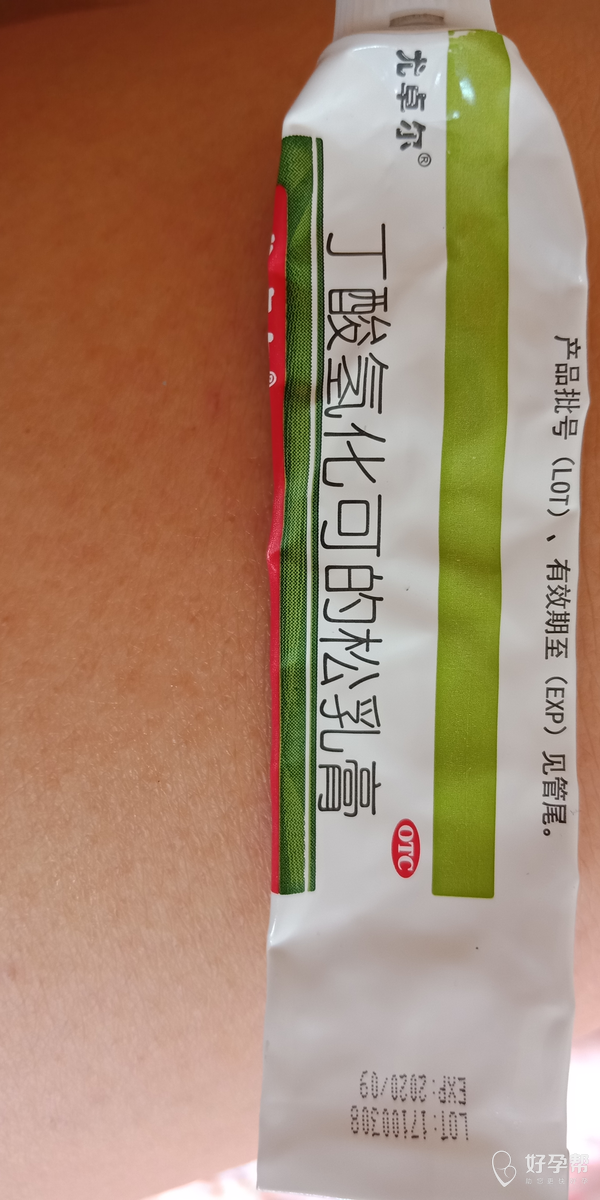 尤卓尔®
丁酸氢化可的松乳膏
OTC
产品批号（LOT）、有效期至（EXP）见管尾。
LOT:17100308
EXP:2020/09
好孕帮